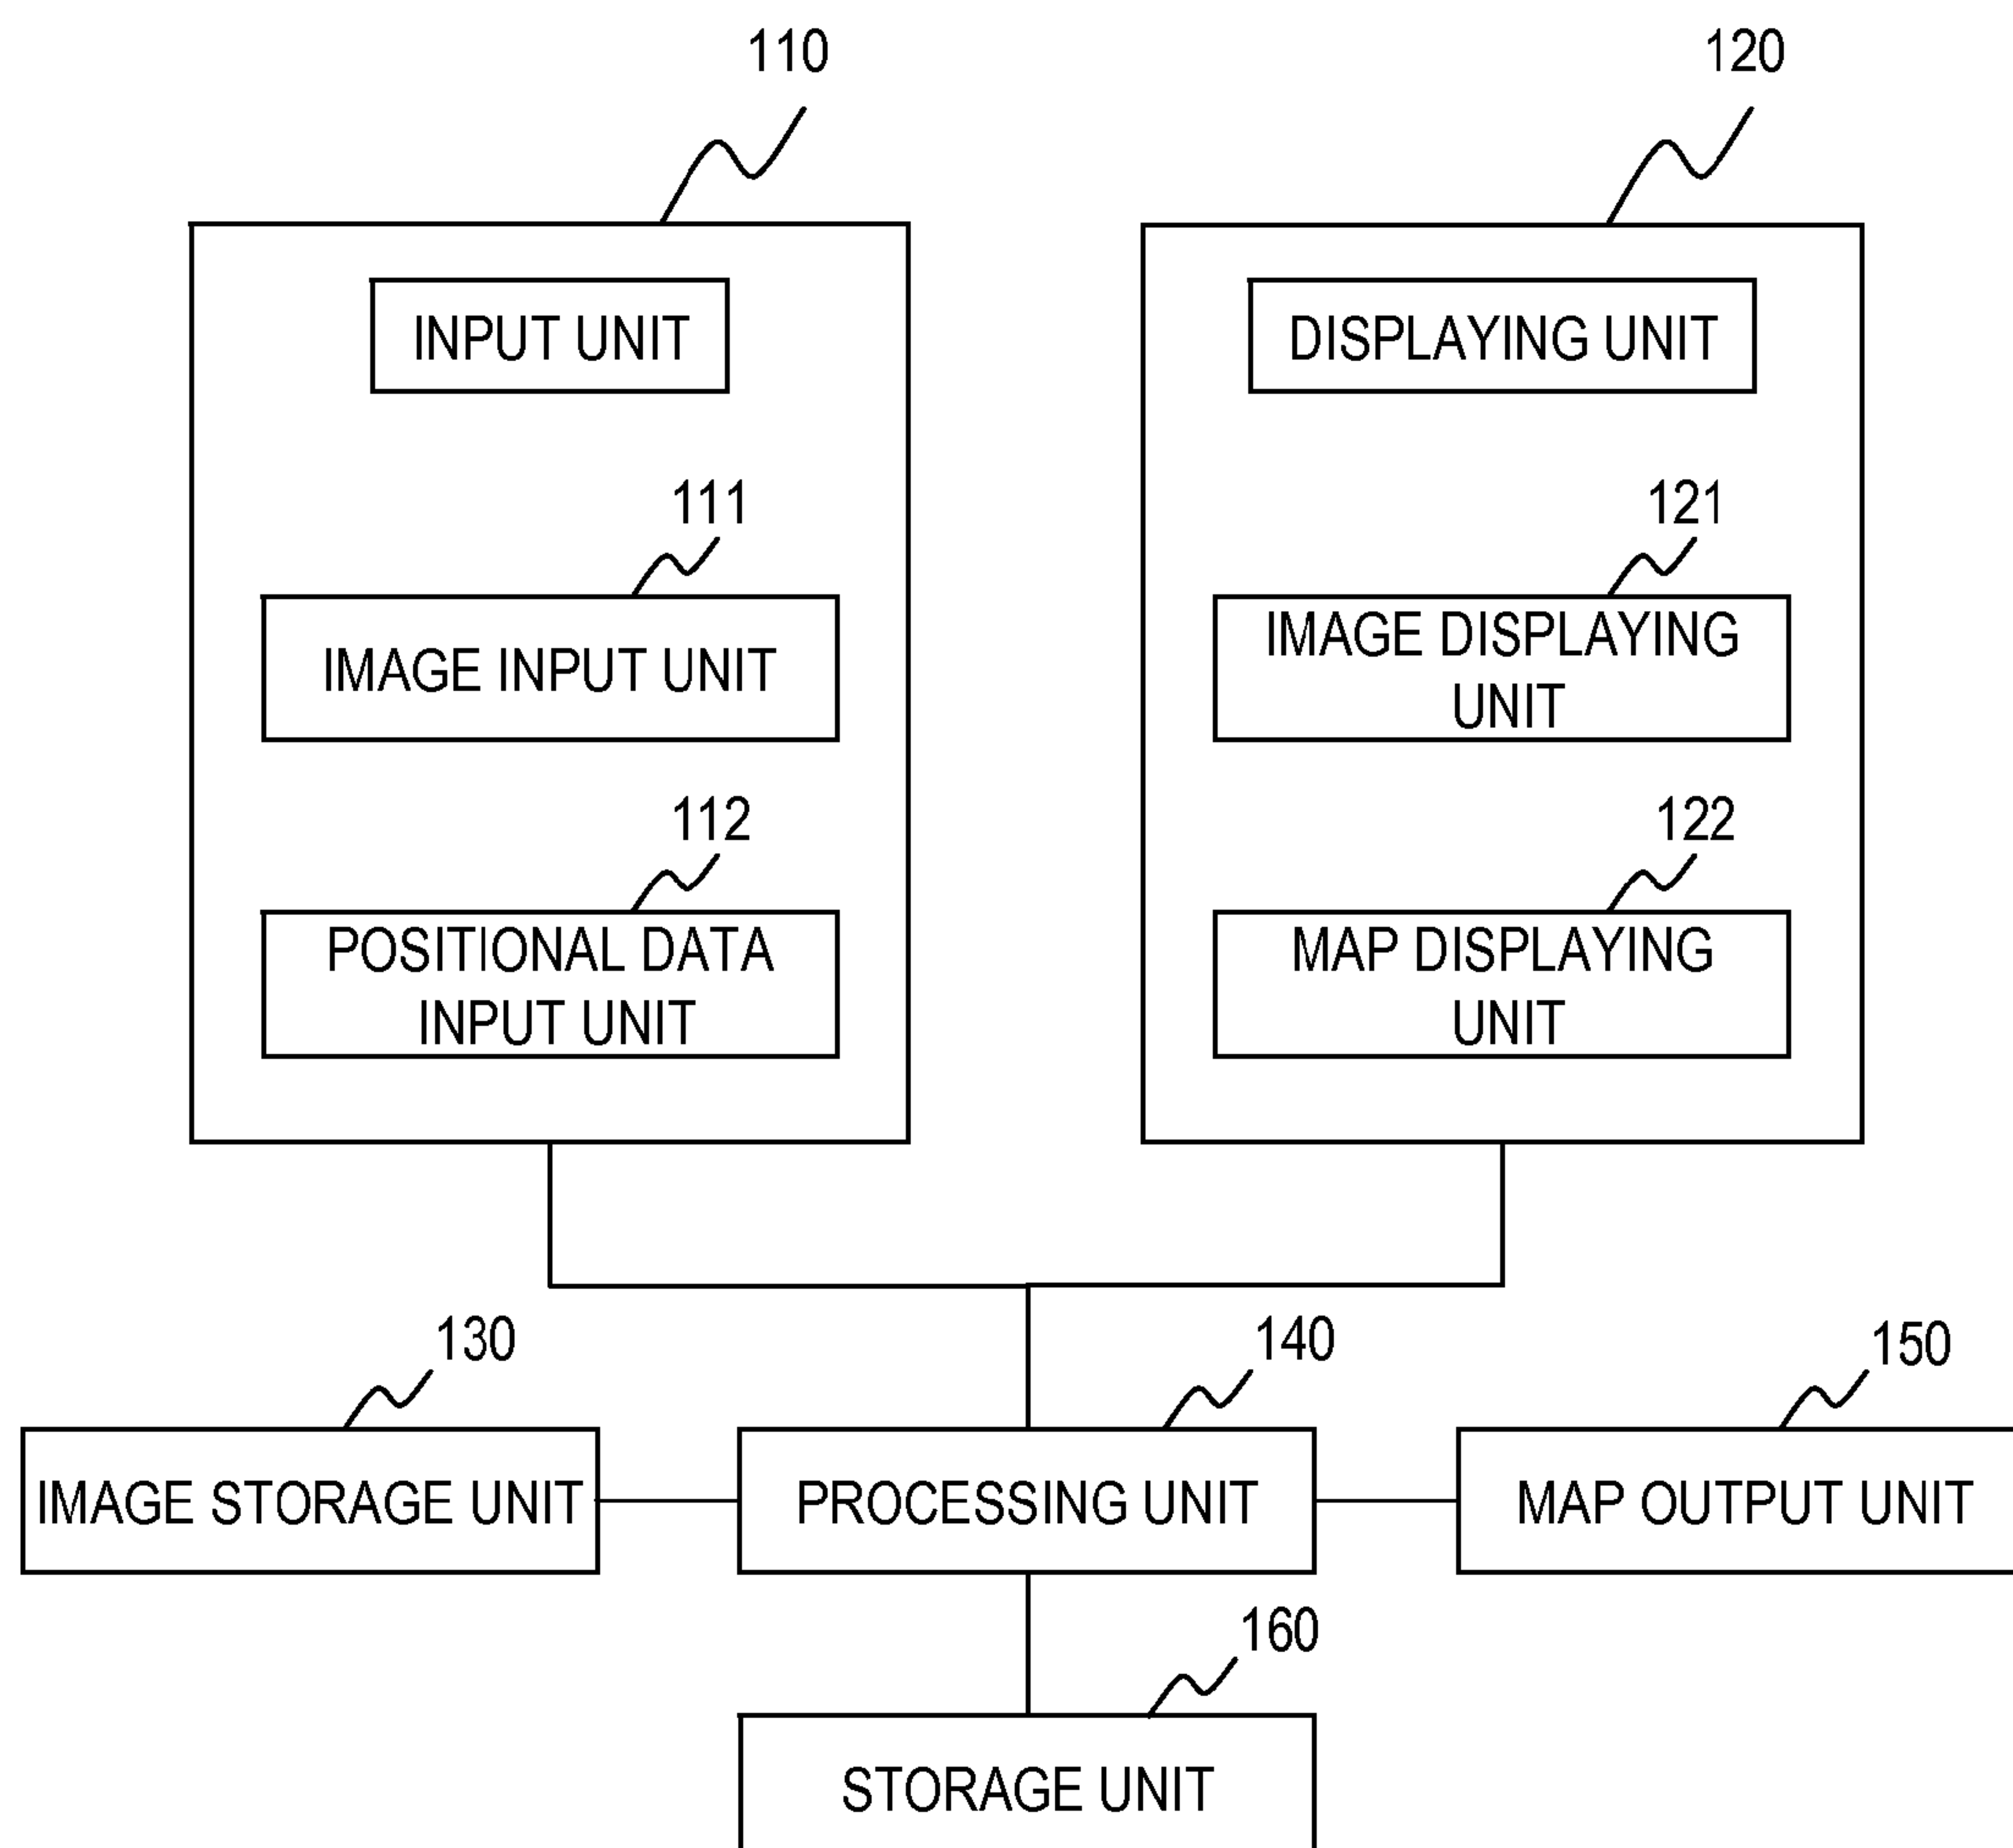 110
120
INPUT UNIT
DISPLAYING UNIT
111
121
IMAGE INPUT UNIT
IMAGE DISPLAYING
UNIT
112
122
POSITIONAL DATA
INPUT UNIT
MAP DISPLAYING
UNIT
130
140
150
IMAGE STORAGE UNIT
PROCESSING UNIT
MAP OUTPUT UNIT
160
STORAGE UNIT